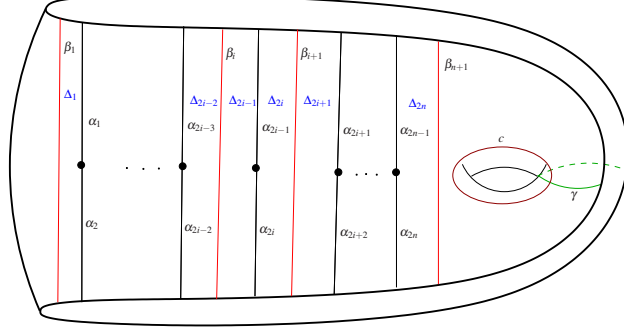 β₁ βᵢ βᵢ₊₁ βₙ₊₁
Δ₁ Δ₂ᵢ₋₂ Δ₂ᵢ₋₁ Δ₂ᵢ Δ₂ᵢ₊₁ Δ₂ₙ
α₁ α₂ᵢ₋₃ α₂ᵢ₋₁ α₂ᵢ₊₁ α₂ₙ₋₁ c
. . . . . .
α₂ α₂ᵢ₋₂ α₂ᵢ α₂ᵢ₊₂ α₂ₙ γ